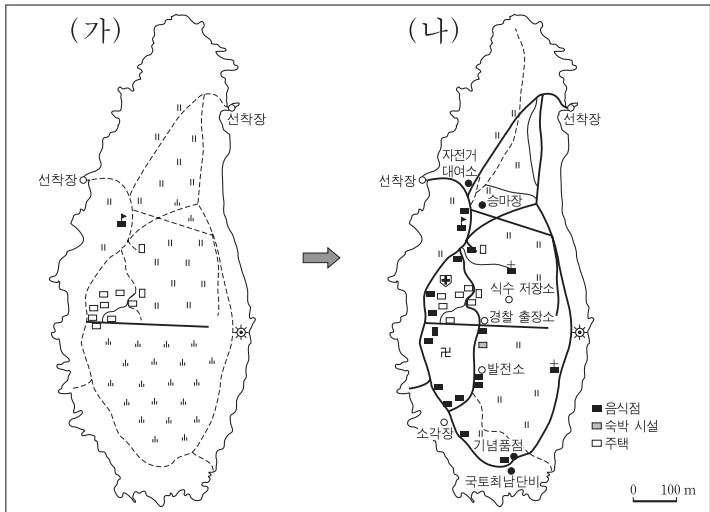 (가)
선착장
선착장
(나)
선착장
자전거
대여소
선착장
승마장
식수 저장소
경찰 출장소
발전소
소각장
기념품점
국토최남단비
음식점
숙박 시설
주택
0 100 m